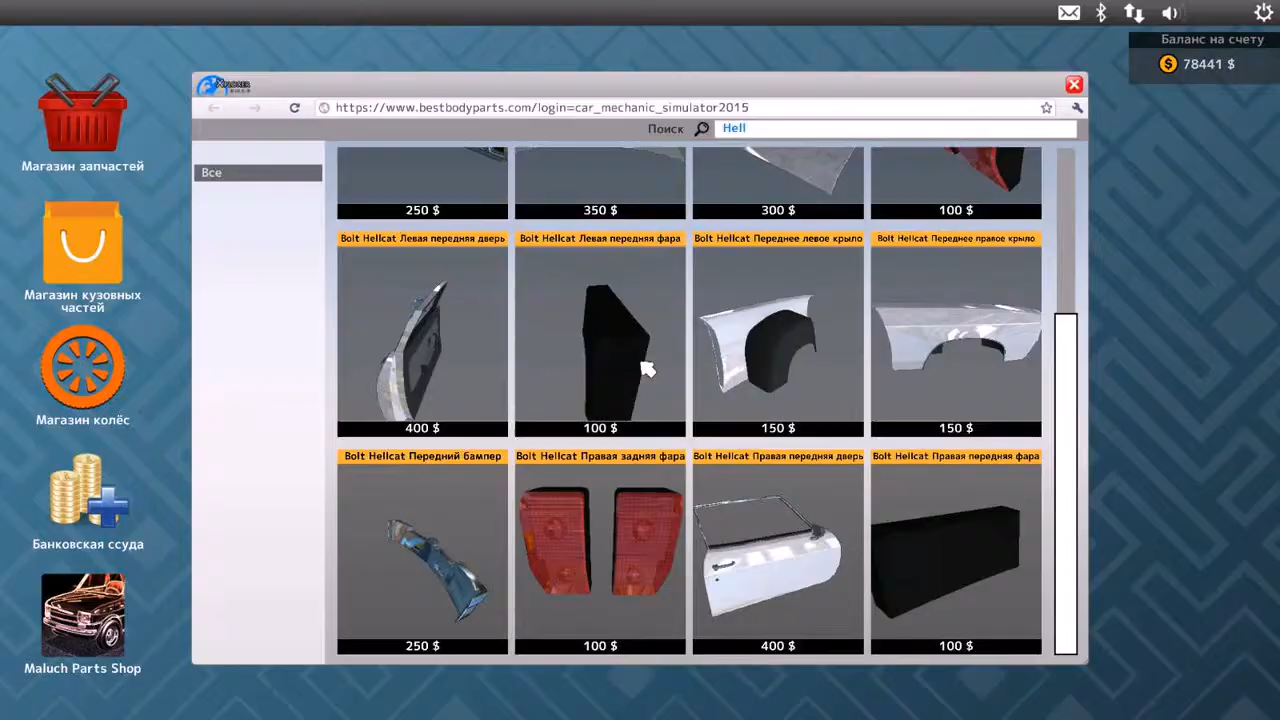 Баланс на счету
78441 $
XPLORER
https://www.bestbodyparts.com/login=car_mechanic_simulator2015
Поиск Hell
Магазин запчастей
Магазин кузовных
частей
Магазин колёс
Банковская ссуда
Maluch Parts Shop
Все
250 $ 350 $ 300 $ 100 $
Bolt Hellcat Левая передняя дверь Bolt Hellcat Левая передняя фара Bolt Hellcat Переднее левое крыло Bolt Hellcat Переднее правое крыло
400 $ 100 $ 150 $ 150 $
Bolt Hellcat Передний бампер Bolt Hellcat Правая задняя фара Bolt Hellcat Правая передняя дверь Bolt Hellcat Правая передняя фара
250 $ 100 $ 400 $ 100 $